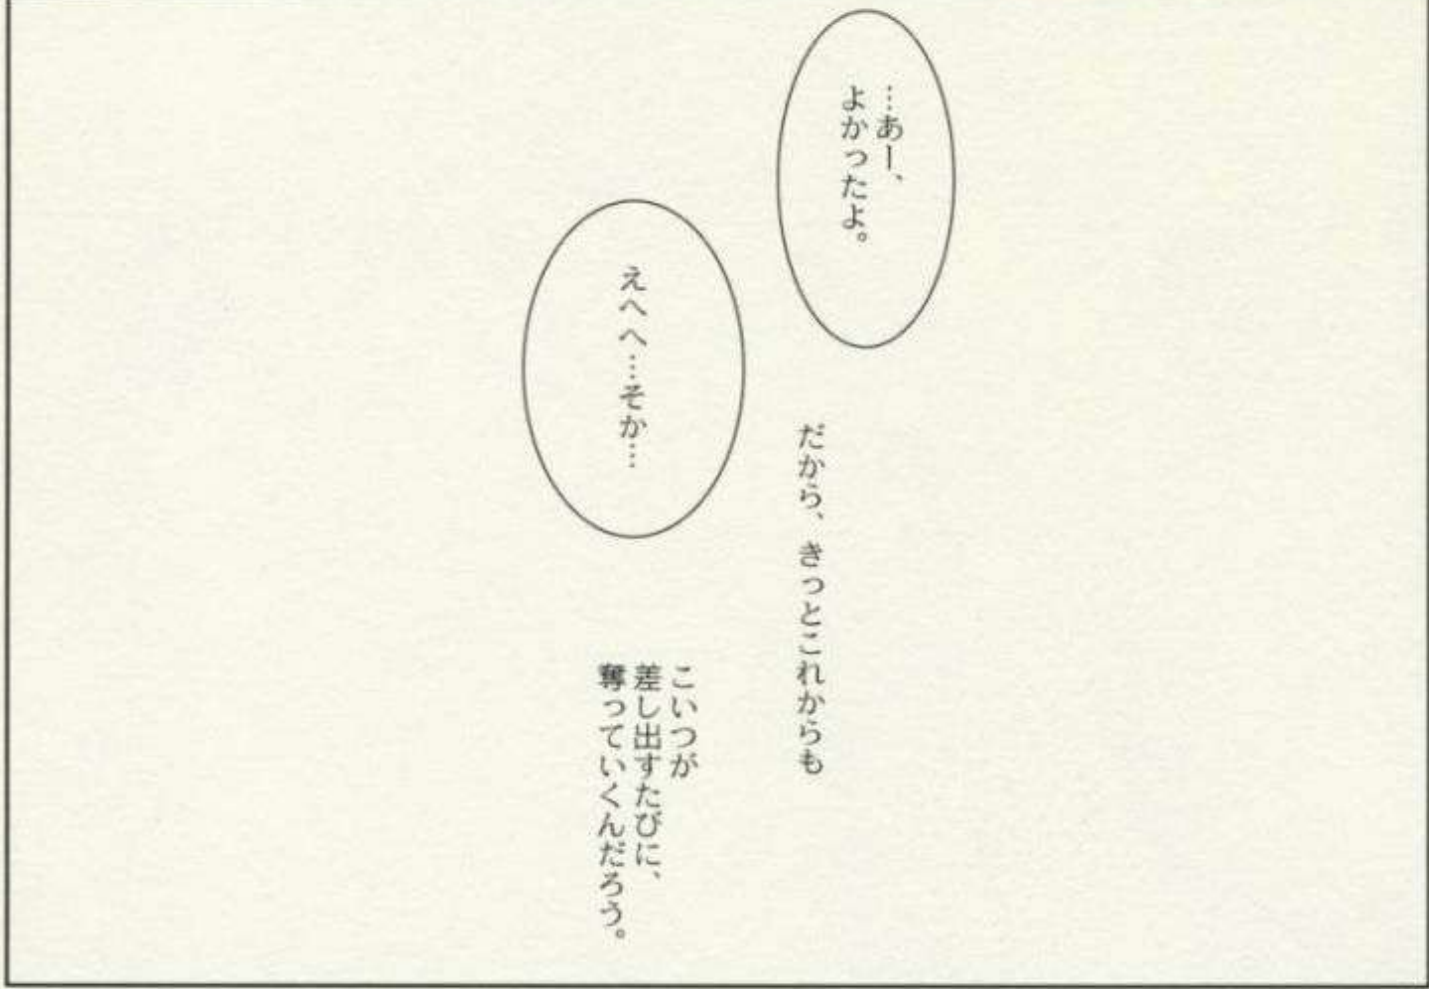 …あー、
よかったよ。
えへへ…そか…
だから、きっとこれからも
こいつが
差し出すたびに、
奪っていくんだろう。